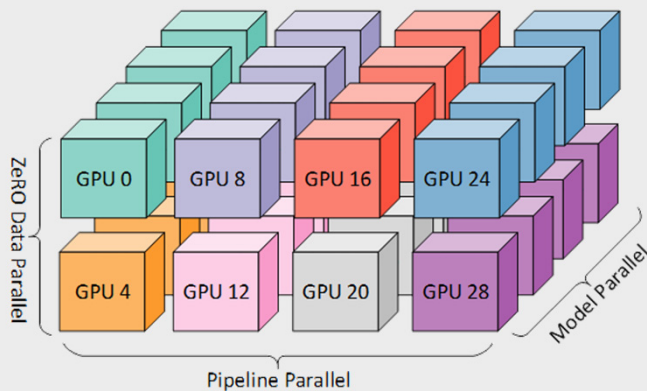 GPU 0
GPU 8
GPU 16
GPU 24
GPU 4
GPU 12
GPU 20
GPU 28
ZeRO Data Parallel
Model Parallel
Pipeline Parallel